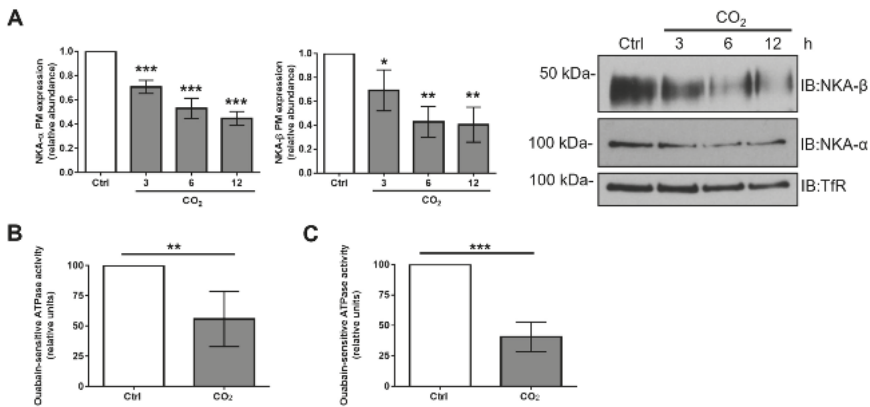 A
NKA-α PM expression
(relative abundance)
1.0
0.8
0.6
0.4
0.2
0.0
***
***
***
Ctrl
3
6
12
CO2
NKA-β PM expression
(relative abundance)
1.0
0.8
0.6
0.4
0.2
0.0
*
**
**
Ctrl
3
6
12
CO2
CO2
Ctrl 3 6 12 h
50 kDa-
IB:NKA-β
100 kDa-
IB:NKA-α
100 kDa-
IB:TfR
B
Ouabain-sensitive ATPase activity
(relative units)
100
75
50
25
0
**
Ctrl
CO2
C
Ouabain-sensitive ATPase activity
(relative units)
100
75
50
25
0
***
Ctrl
CO2